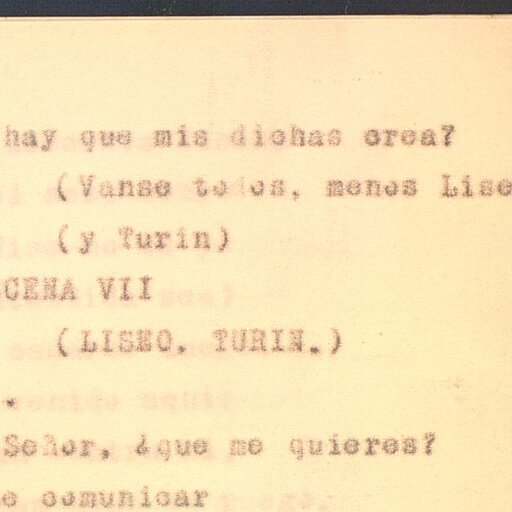 hay que mis dichas crea?
(Vanse todos, menos Lise
(y Turin)
CENA VII
(LISEO, TURIN.)
.
Señor, ¿que me quieres?
e comunicar